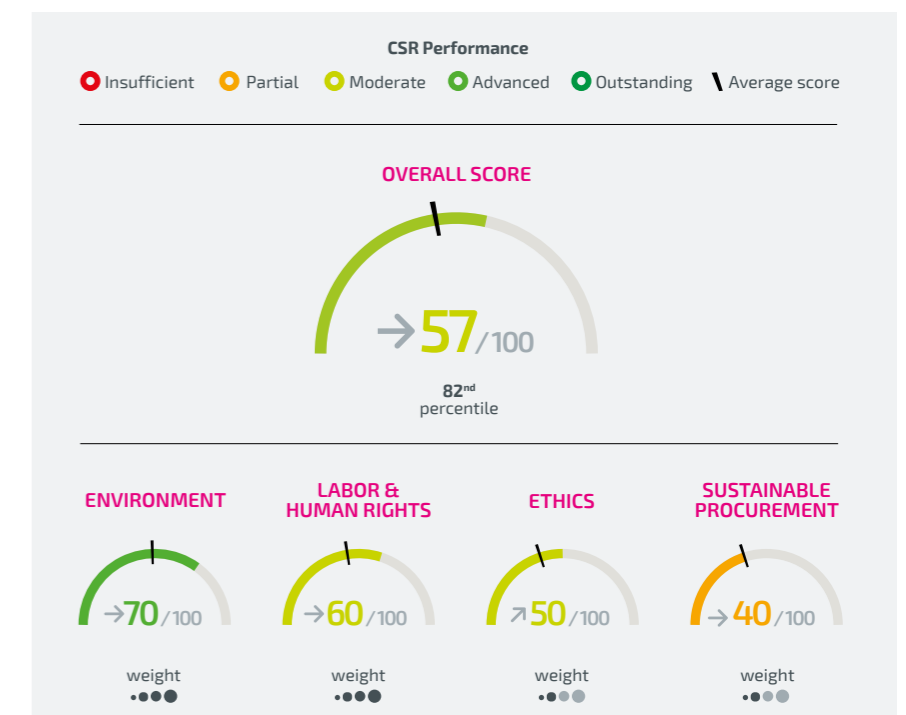 CSR Performance
Insufficient Partial Moderate Advanced Outstanding Average score
OVERALL SCORE
57/100
82nd
percentile
ENVIRONMENT
LABOR &
HUMAN RIGHTS
ETHICS
SUSTAINABLE
PROCUREMENT
70/100
60/100
50/100
40/100
weight
weight
weight
weight